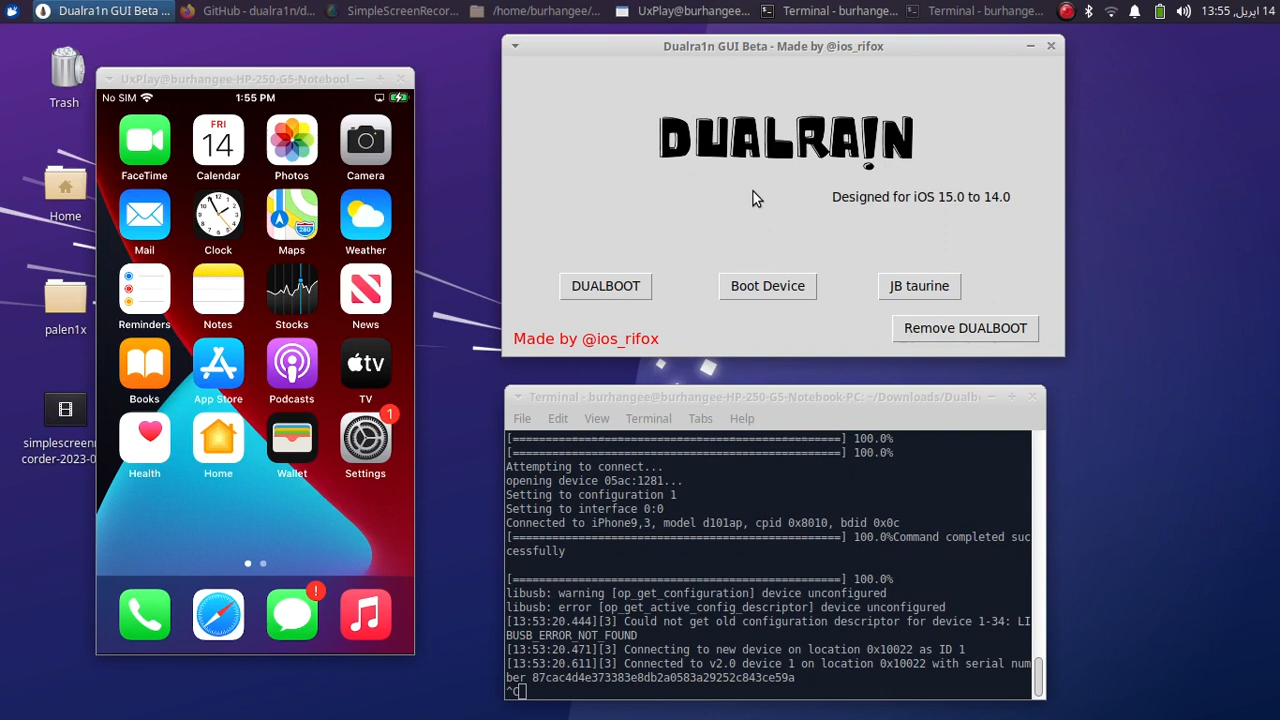 Dualra1n GUI Beta ...
GitHub - dualra1n/d...
SimpleScreenRecor...
/home/burhangee/...
UxPlay@burhangee...
Terminal - burhange...
Terminal - burhange...
14 اپریل, 13:55
Trash
Home
palen1x
simplescreenr
corder-2023-0
UxPlay@burhangee-HP-250-G5-Notebool
No SIM
1:55 PM
FRI
14
FaceTime
Calendar
Photos
Camera
280
Mail
Clock
Maps
Weather
Reminders
Notes
Stocks
News
tv
Books
App Store
Podcasts
TV
1
Health
Home
Wallet
Settings
!
Dualra1n GUI Beta - Made by @ios_rifox
DUALRA!N
Designed for iOS 15.0 to 14.0
DUALBOOT
Boot Device
JB taurine
Remove DUALBOOT
Made by @ios_rifox
Terminal - burhangee@burhangee-HP-250-G5-Notebook-PC: ~/Downloads/Dualb
File Edit View Terminal Tabs Help
[==================================================] 100.0%
[==================================================] 100.0%
Attempting to connect...
opening device 05ac:1281...
Setting to configuration 1
Setting to interface 0:0
Connected to iPhone9,3, model d101ap, cpid 0x8010, bdid 0x0c
[==================================================] 100.0%Command completed suc
cessfully
[==================================================] 100.0%
libusb: warning [op_get_configuration] device unconfigured
libusb: error [op_get_active_config_descriptor] device unconfigured
[13:53:20.444][3] Could not get old configuration descriptor for device 1-34: LI
BUSB_ERROR_NOT_FOUND
[13:53:20.471][3] Connecting to new device on location 0x10022 as ID 1
[13:53:20.611][3] Connected to v2.0 device 1 on location 0x10022 with serial num
ber 87cac4d4e373383e8db2a0583a29252c843ce59a
^C